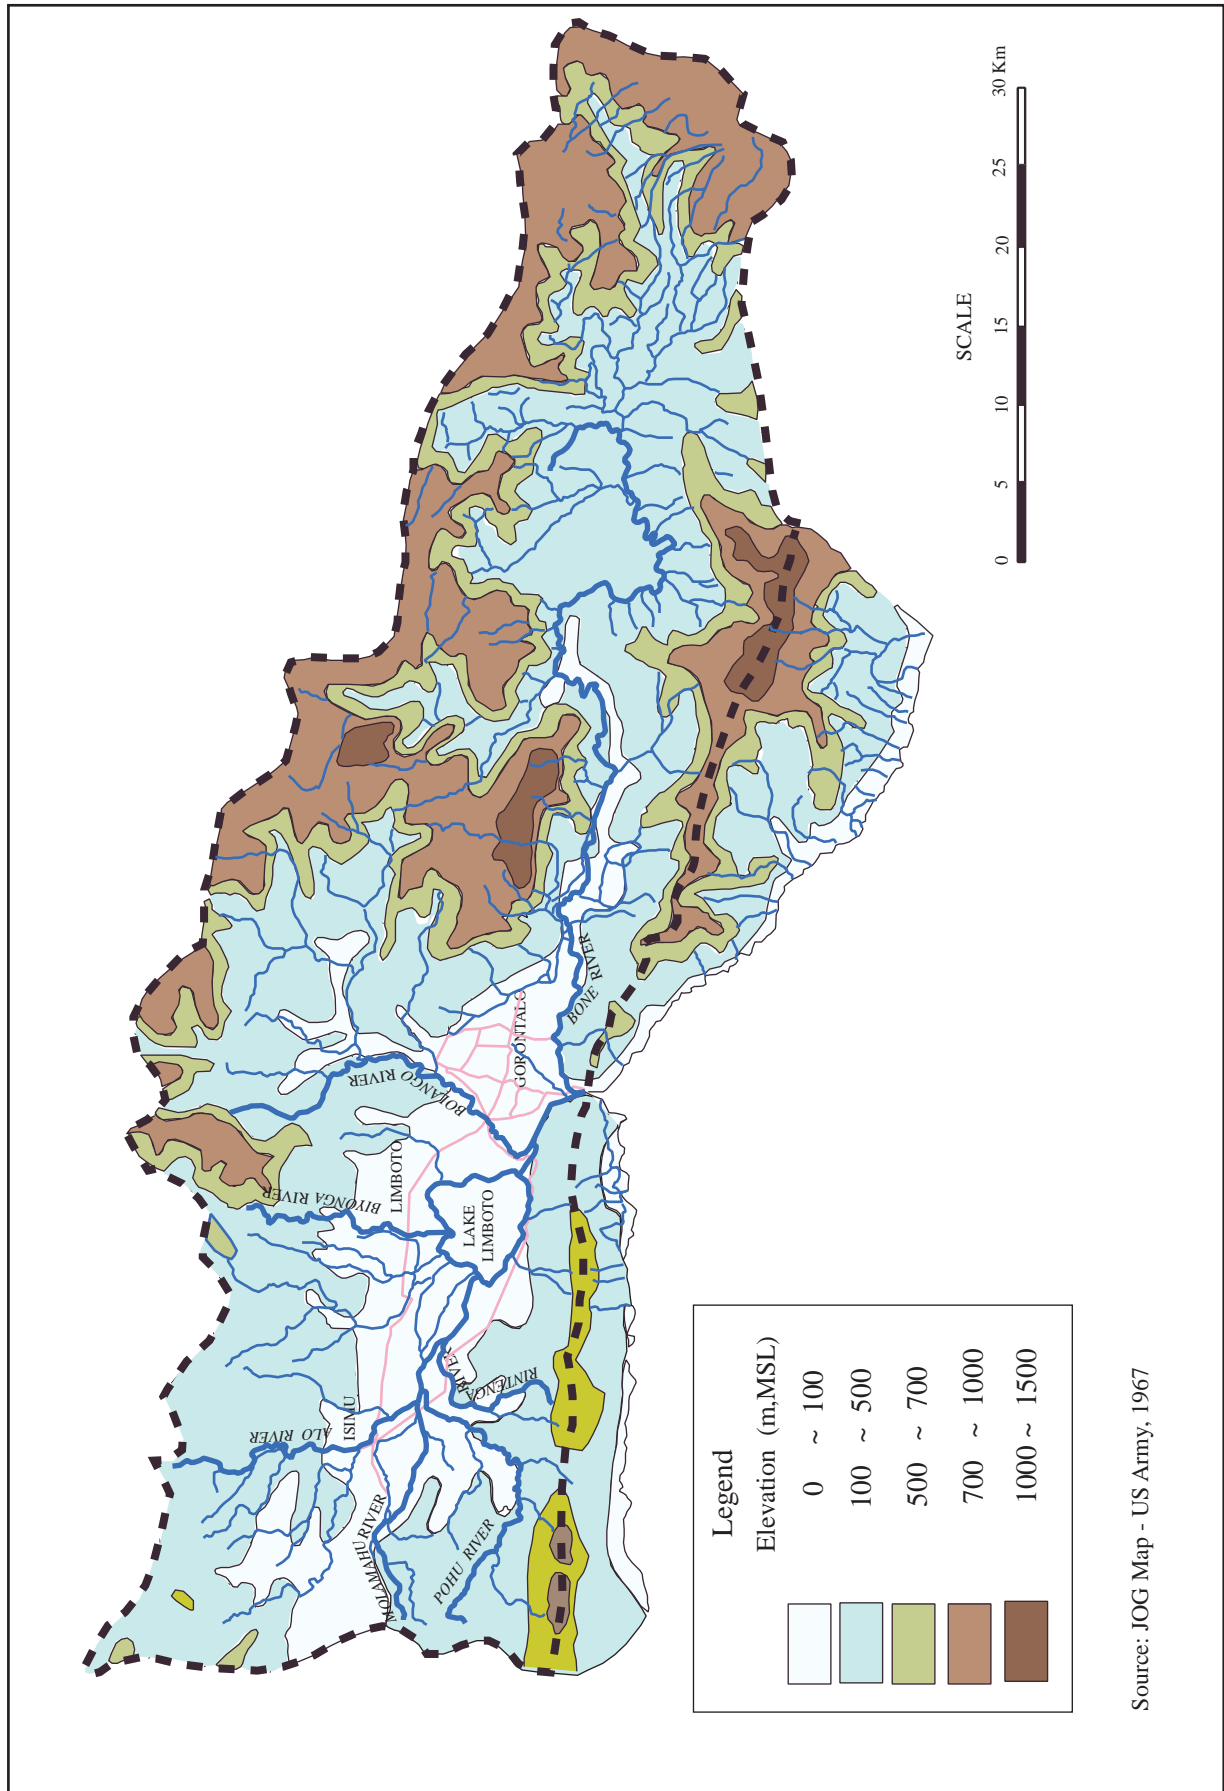 BONE RIVER
GORONTALO
BOLANGO RIVER
LIMBOTO
BIYONGA RIVER
LAKE
LIMBOTO
RINTENGA
RIVER
ISIMU
ALO RIVER
MOLAMAHU RIVER
POHU RIVER
SCALE
0 5 10 15 20 25 30 Km
Legend
Elevation (m,MSL)
0 ~ 100
100 ~ 500
500 ~ 700
700 ~ 1000
1000 ~ 1500
Source: JOG Map - US Army, 1967